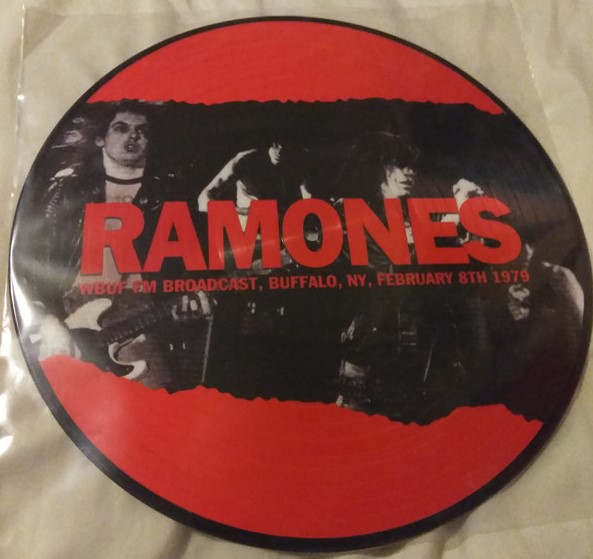 RAMONES
WBUF FM BROADCAST, BUFFALO, NY, FEBRUARY 8TH 1979